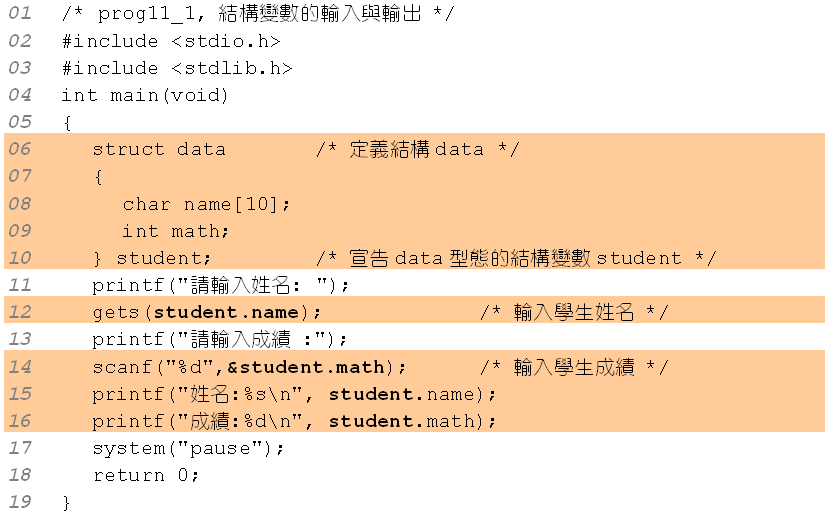 01 /* prog11_1, 結構變數的輸入與輸出 */
02 #include <stdio.h>
03 #include <stdlib.h>
04 int main(void)
05 {
06 struct data /* 定義結構 data */
07 {
08 char name[10];
09 int math;
10 } student; /* 宣告 data 型態的結構變數 student */
11 printf("請輸入姓名: ");
12 gets(student.name); /* 輸入學生姓名 */
13 printf("請輸入成績 :");
14 scanf("%d",&student.math); /* 輸入學生成績 */
15 printf("姓名:%s\n", student.name);
16 printf("成績:%d\n", student.math);
17 system("pause");
18 return 0;
19 }